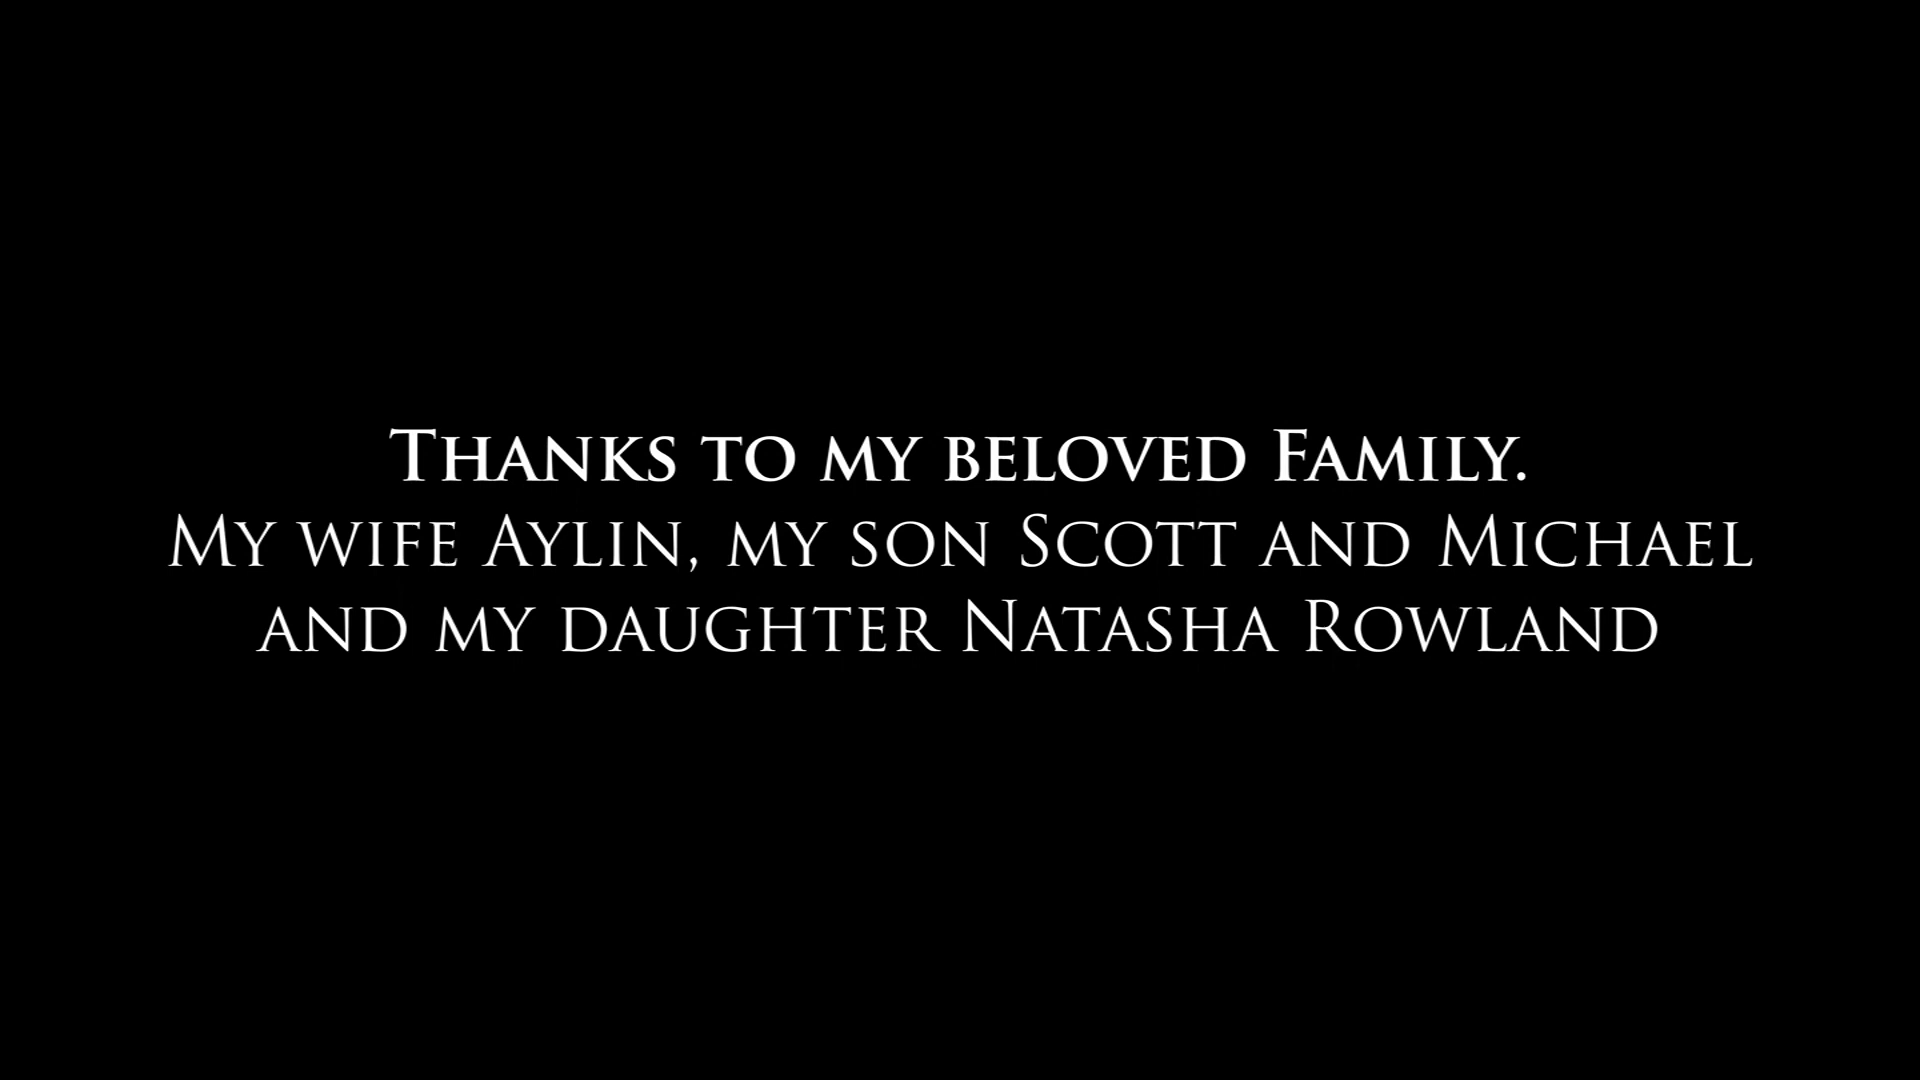 Thanks to my beloved Family.
My wife Aylin, my son Scott and Michael
and my daughter Natasha Rowland